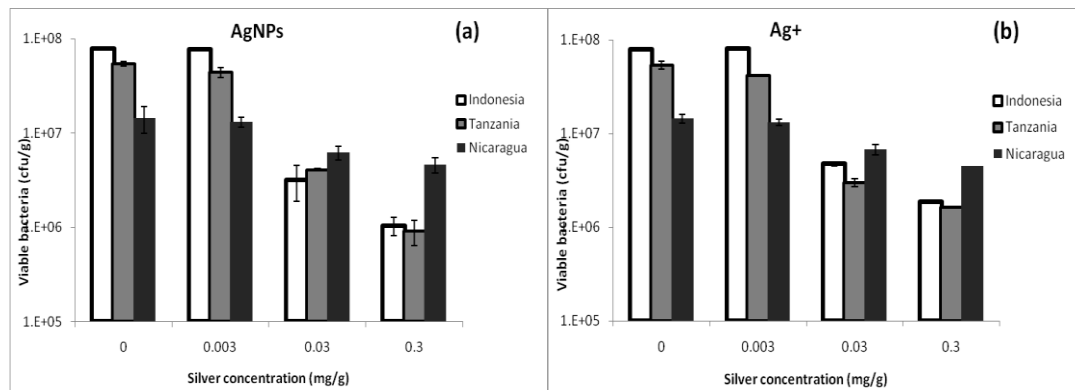 AgNPs
(a)
1.E+08
1.E+07
1.E+06
1.E+05
Viable bacteria (cfu/g)
Indonesia
Tanzania
Nicaragua
0 0.003 0.03 0.3
Silver concentration (mg/g)
Ag+
(b)
1.E+08
1.E+07
1.E+06
1.E+05
Viable bacteria (cfu/g)
Indonesia
Tanzania
Nicaragua
0 0.003 0.03 0.3
Silver concentration (mg/g)